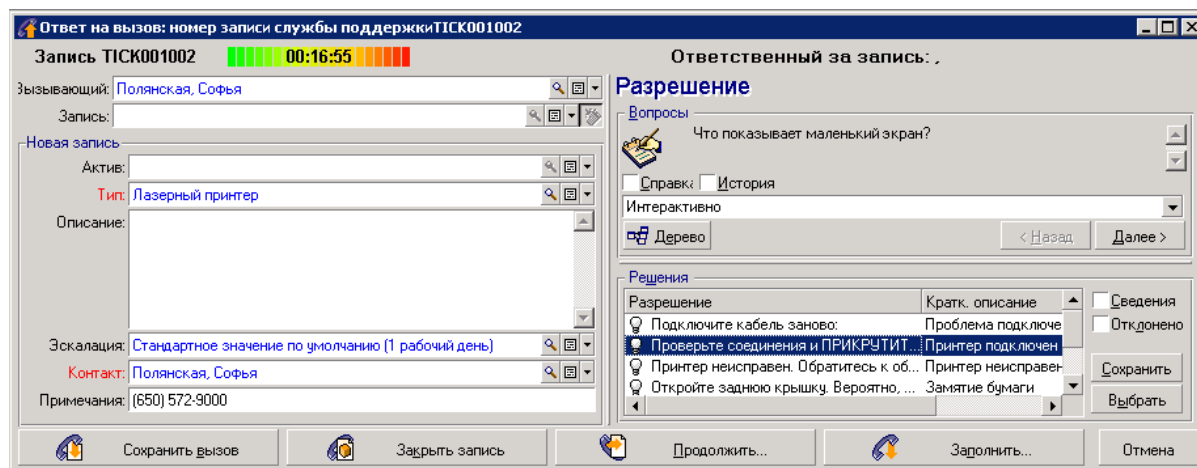 Ответ на вызов: номер записи службы поддержкиTICK001002
Запись TICK001002
00:16:55
Ответственный за запись: ,
Вызывающий: Полянская, Софья
Запись:
Новая запись
Актив:
Тип: Лазерный принтер
Описание:
Эскалация: Стандартное значение по умолчанию (1 рабочий день)
Контакт: Полянская, Софья
Примечания: (650) 572-9000
Разрешение
Вопросы
Что показывает маленький экран?
Справка История
Интерактивно
Дерево < Назад Далее >
Решения
Разрешение Кратк. описание
Подключите кабель заново: Проблема подключе
Проверьте соединения и ПРИКРУТИТ... Принтер подключен
Принтер неисправен. Обратитесь к об... Принтер неисправен
Откройте заднюю крышку. Вероятно, ... Замятие бумаги
Сведения
Отклонено
Сохранить
Выбрать
Сохранить вызов Закрыть запись Продолжить... Заполнить... Отмена